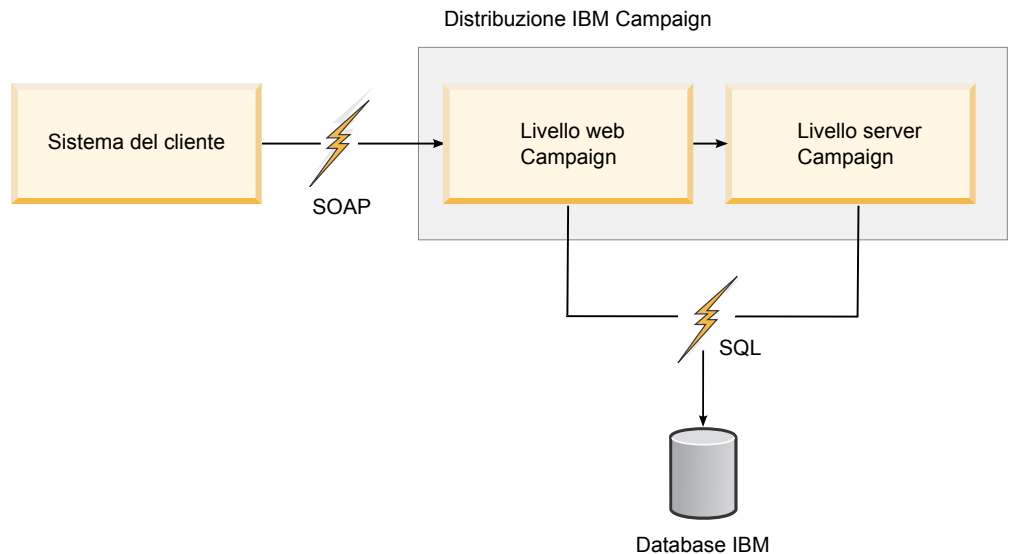 Distribuzione IBM Campaign
Sistema del cliente
SOAP
Livello web
Campaign
Livello server
Campaign
SQL
Database IBM